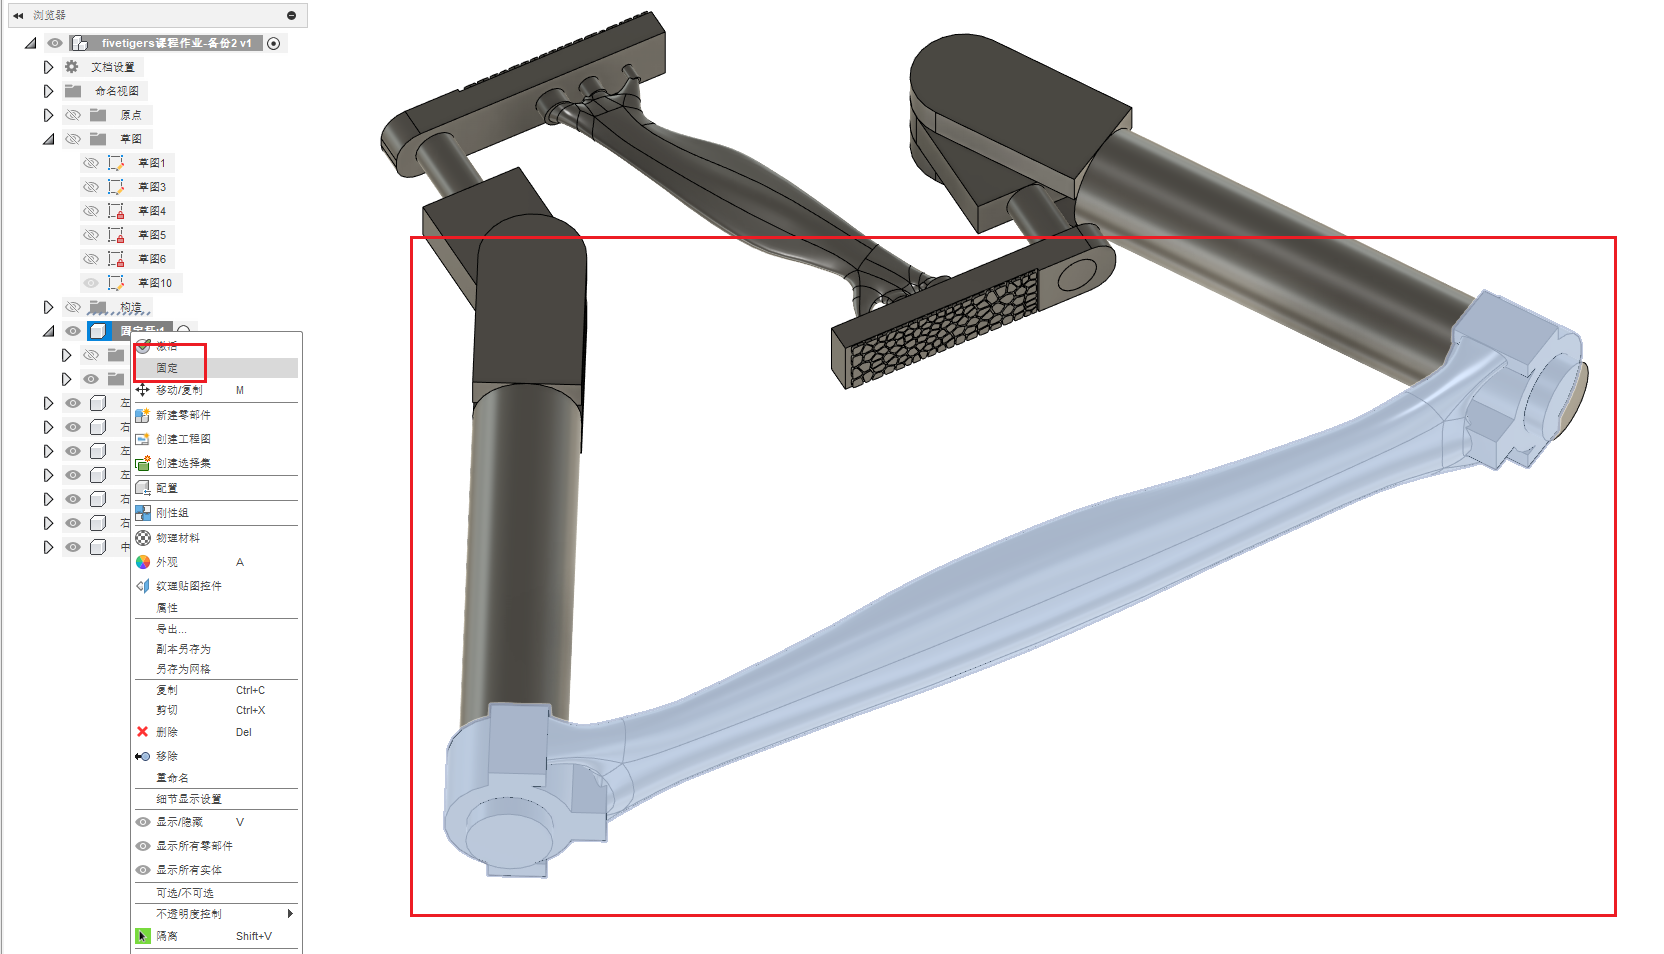 浏览器
fivetigers课程作业-备份2 v1
文档设置
命名视图
原点
草图
草图1
草图3
草图4
草图5
草图6
草图10
构造
固定杆:1
激活
固定
移动/复制 M
左
新建零部件
右
创建工程图
左
创建选择集
左
配置
右
刚性组
右
物理材料
中
外观 A
纹理贴图控件
属性
导出...
副本另存为
另存为网格
复制 Ctrl+C
剪切 Ctrl+X
删除 Del
移除
重命名
细节显示设置
显示/隐藏 V
显示所有零部件
显示所有实体
可选/不可选
不透明度控制
隔离 Shift+V